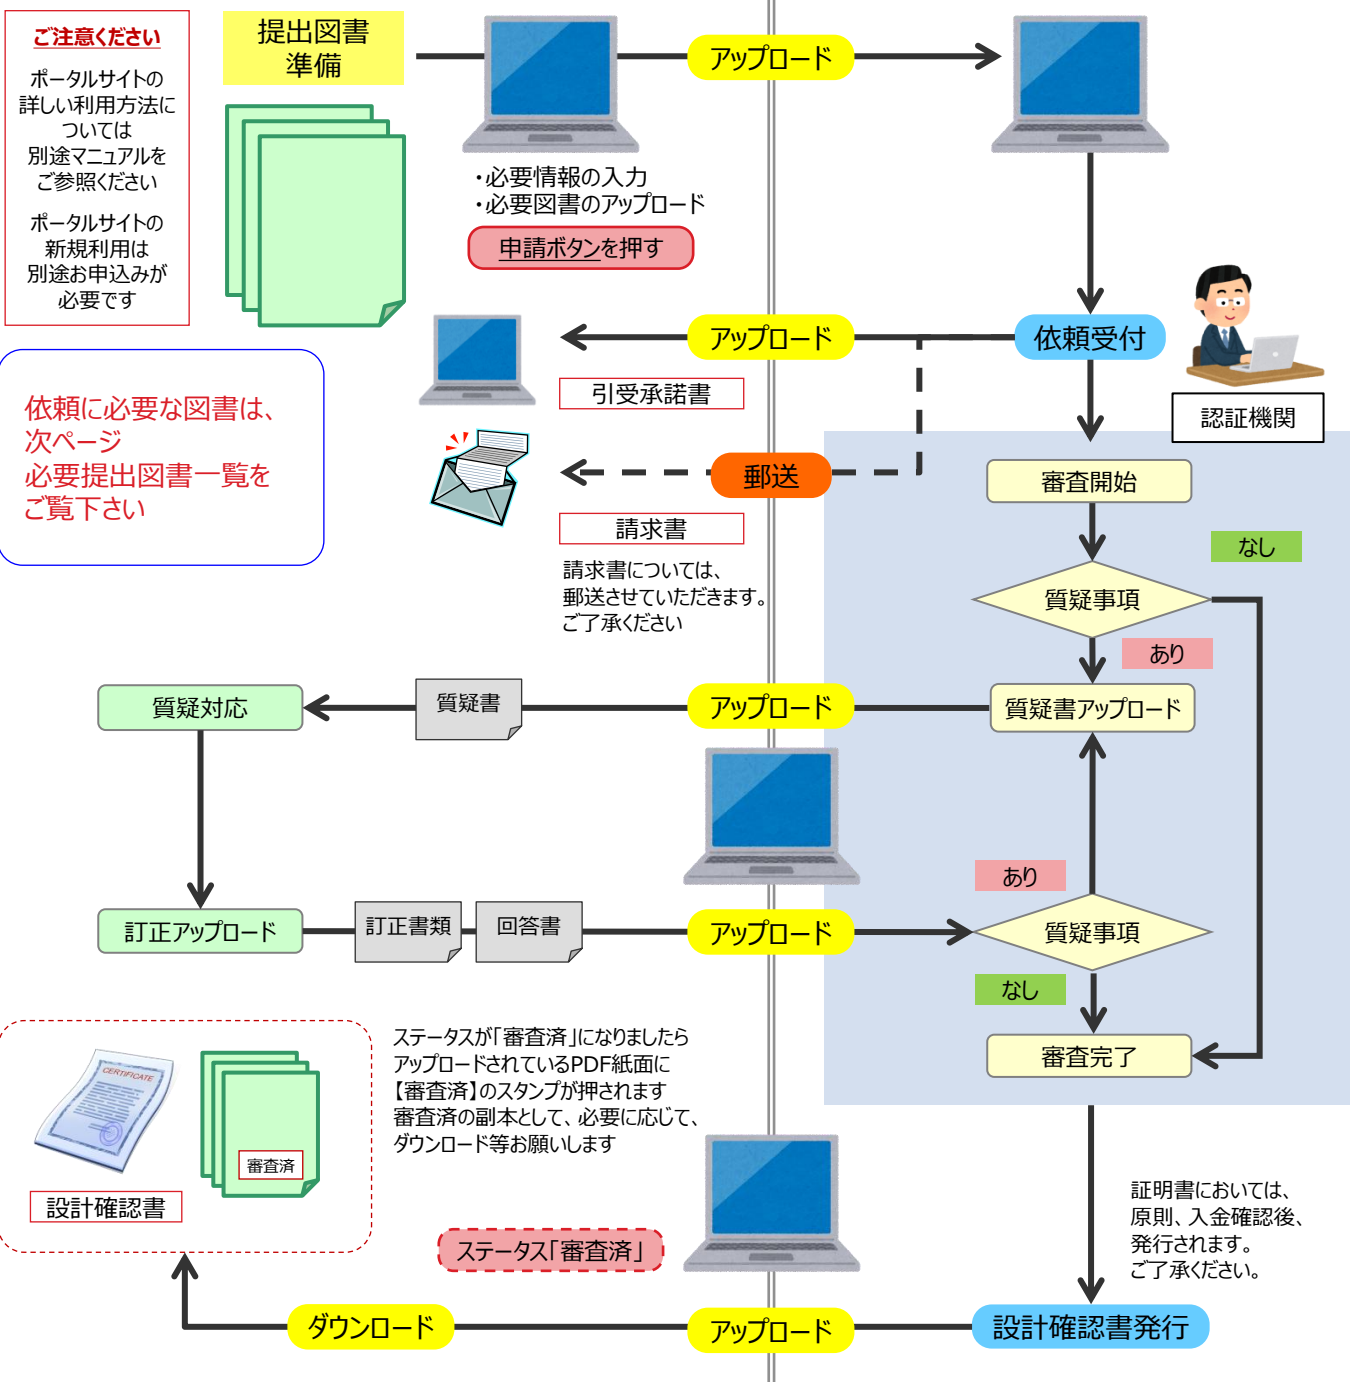 ご注意ください
ポータルサイトの
詳しい利用方法に
ついては
別途マニュアルを
ご参照ください
ポータルサイトの
新規利用は
別途お申込みが
必要です
提出図書
準備
アップロード
・必要情報の入力
・必要図書のアップロード
申請ボタンを押す
アップロード
依頼受付
引受承諾書
認証機関
依頼に必要な図書は、
次ページ
必要提出図書一覧を
ご覧下さい
郵送
審査開始
請求書
なし
請求書については、
郵送させていただきます。
ご了承ください
質疑事項
あり
質疑対応
質疑書
アップロード
質疑書アップロード
あり
訂正アップロード
訂正書類
回答書
アップロード
質疑事項
なし
審査完了
ステータスが「審査済」になりましたら
アップロードされているPDF紙面に
【審査済】のスタンプが押されます
審査済の副本として、必要に応じて、
ダウンロード等お願いします
CERTIFICATE
審査済
設計確認書
ステータス「審査済」
証明書においては、
原則、入金確認後、
発行されます。
ご了承ください。
ダウンロード
アップロード
設計確認書発行